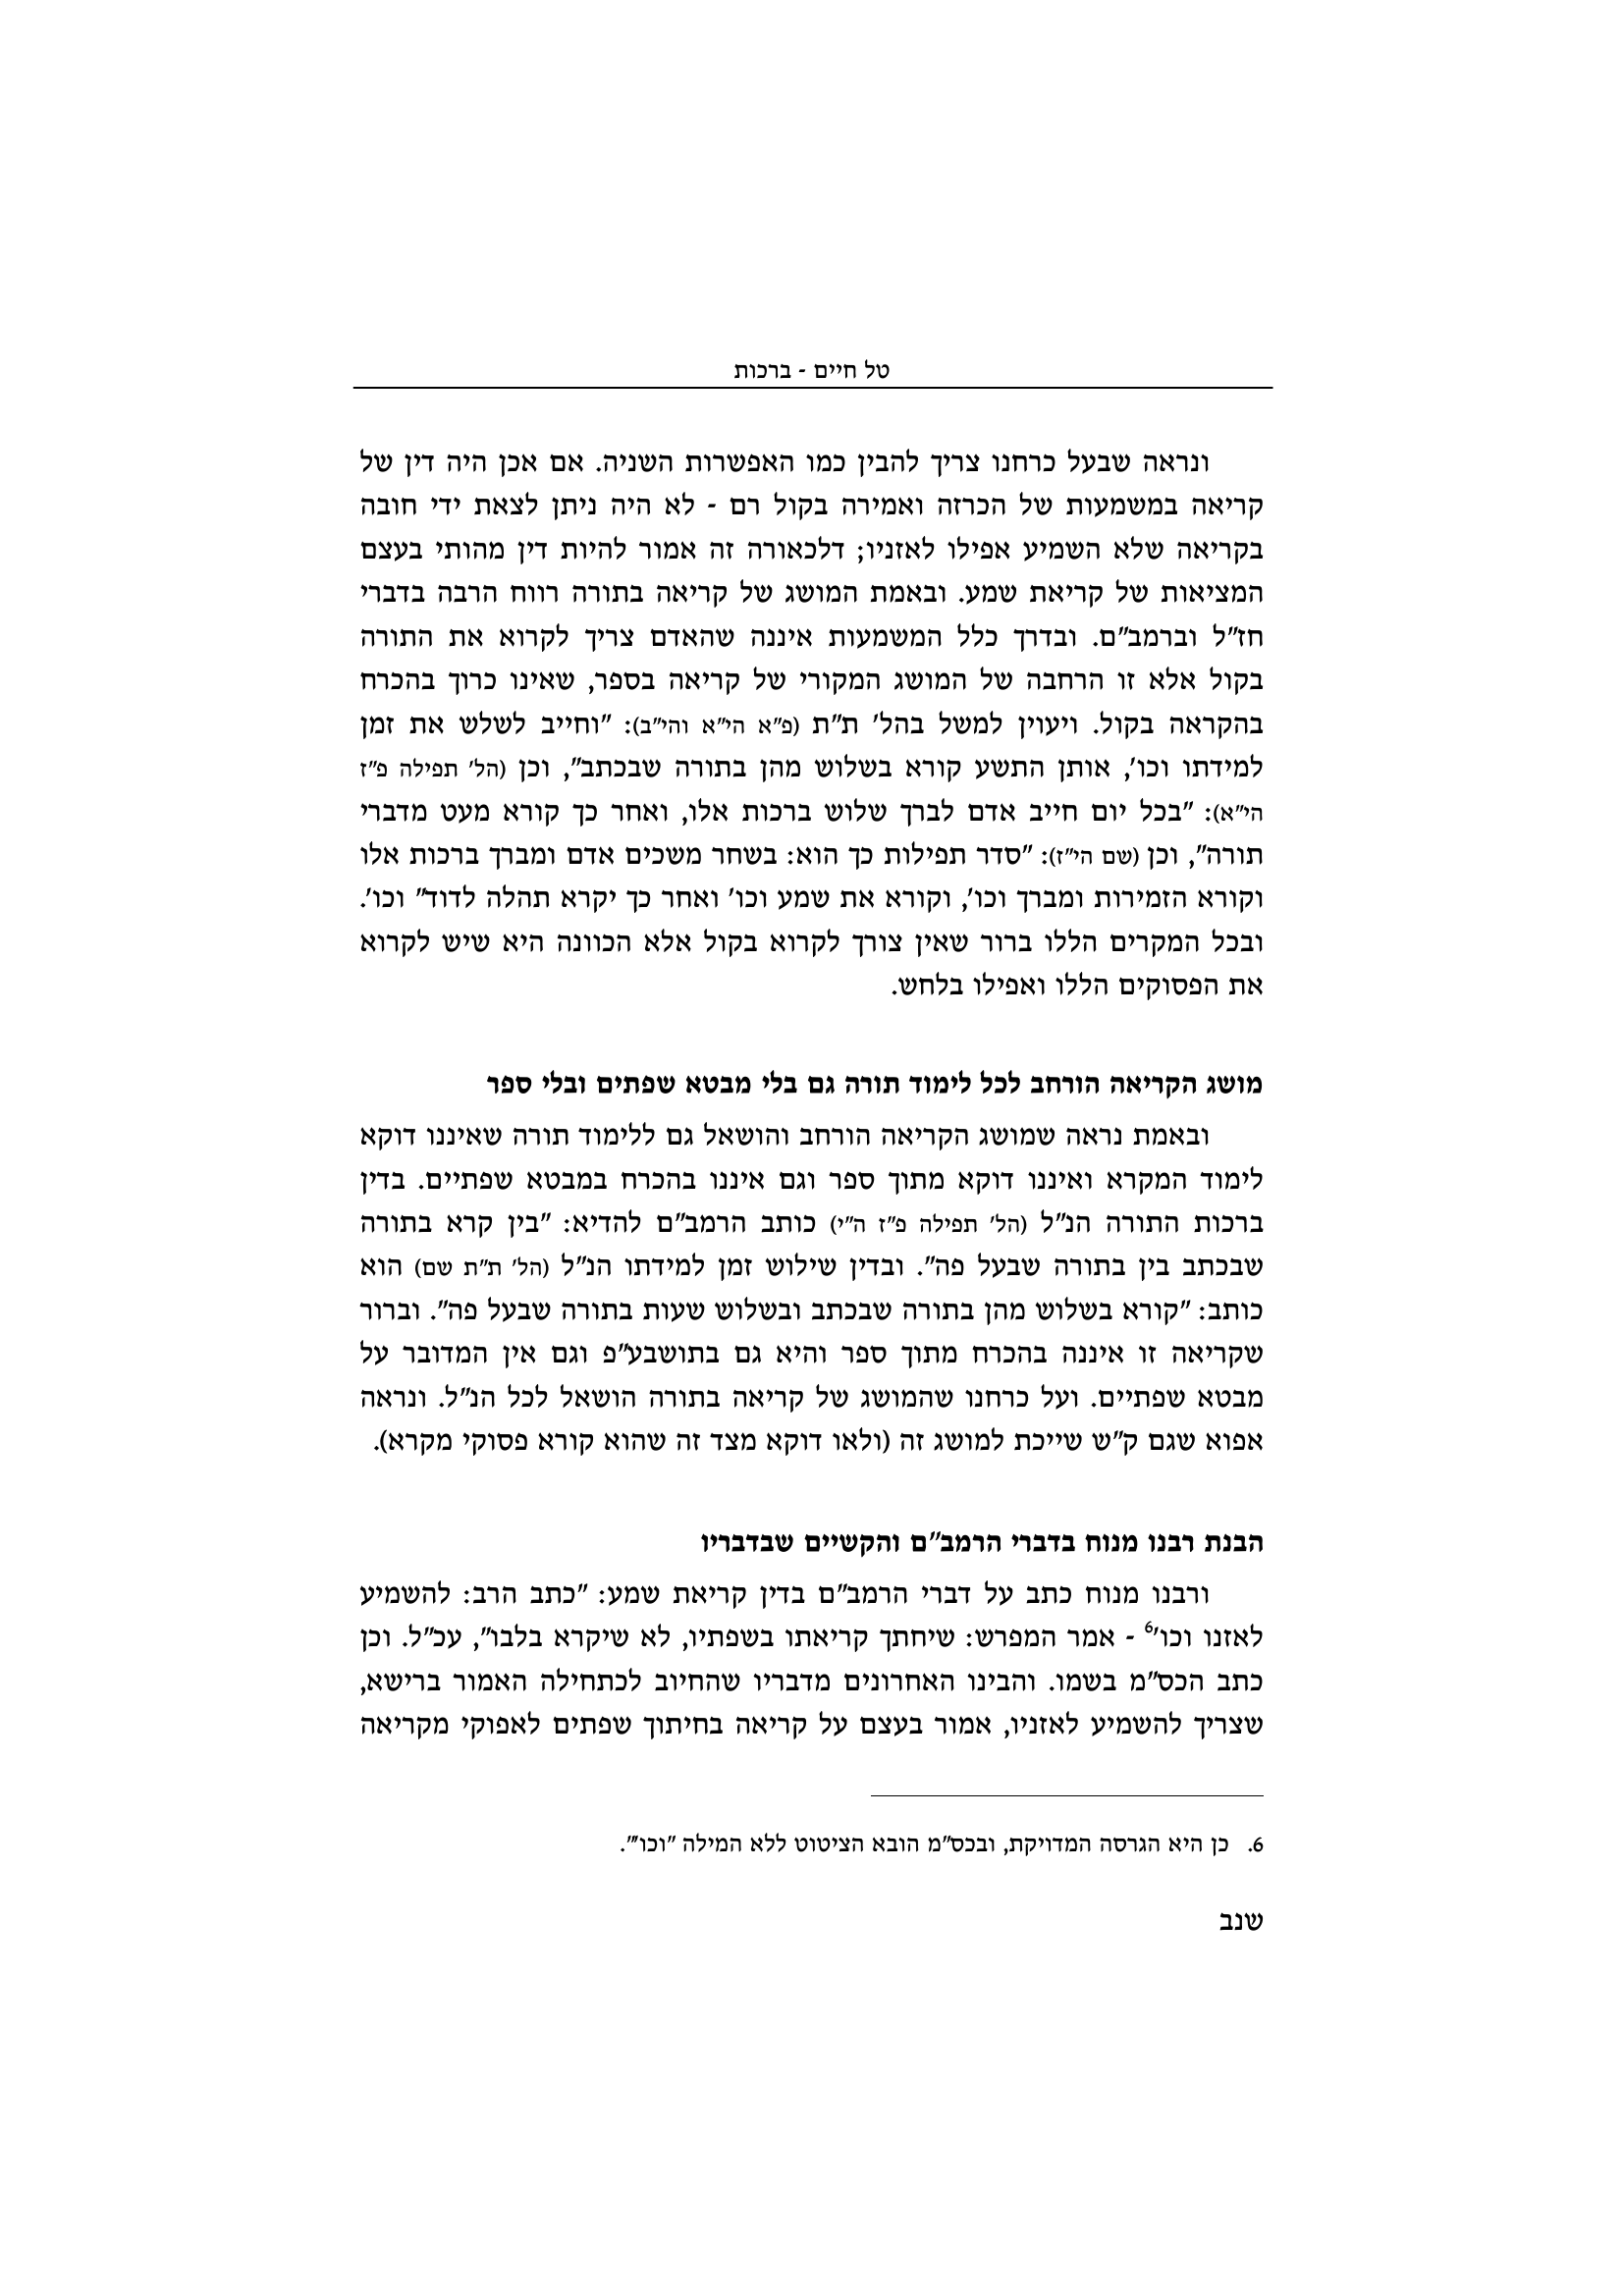 טל חיים - ברכות
ונראה שבעל כרחנו צריך להבין כמו האפשרות השניה. אם אכן היה דין של
קריאה במשמעות של הכרזה ואמירה בקול רם - לא היה ניתן לצאת ידי חובה
בקריאה שלא השמיע אפילו לאזניו; דלכאורה זה אמור להיות דין מהותי בעצם
המציאות של קריאת שמע. ובאמת המושג של קריאה בתורה רווח הרבה בדברי
חז"ל וברמב"ם. ובדרך כלל המשמעות איננה שהאדם צריך לקרוא את התורה
בקול אלא זו הרחבה של המושג המקורי של קריאה בספר, שאינו כרוך בהכרח
בהקראה בקול. ויעוין למשל בהל' ת"ת (פ"א הי"א והי"ב): "וחייב לשלש את זמן
למידתו וכו', אותן התשע קורא בשלוש מהן בתורה שבכתב", וכן (הל' תפילה פ"ז
הי"א): "בכל יום חייב אדם לברך שלוש ברכות אלו, ואחר כך קורא מעט מדברי
תורה", וכן (שם הי"ז): "סדר תפילות כך הוא: בשחר משכים אדם ומברך ברכות אלו
וקורא הזמירות ומברך וכו', וקורא את שמע וכו' ואחר כך יקרא תהלה לדוד" וכו'.
ובכל המקרים הללו ברור שאין צורך לקרוא בקול אלא הכוונה היא שיש לקרוא
את הפסוקים הללו ואפילו בלחש.
מושג הקריאה הורחב לכל לימוד תורה גם בלי מבטא שפתים ובלי ספר
ובאמת נראה שמושג הקריאה הורחב והושאל גם ללימוד תורה שאיננו דוקא
לימוד המקרא ואיננו דוקא מתוך ספר וגם איננו בהכרח במבטא שפתיים. בדין
ברכות התורה הנ"ל (הל' תפילה פ"ז ה"י) כותב הרמב"ם להדיא: "בין קרא בתורה
שבכתב בין בתורה שבעל פה". ובדין שילוש זמן למידתו הנ"ל (הל' ת"ת שם) הוא
כותב: "קורא בשלוש מהן בתורה שבכתב ובשלוש שעות בתורה שבעל פה". וברור
שקריאה זו איננה בהכרח מתוך ספר והיא גם בתושבע"פ וגם אין המדובר על
מבטא שפתיים. ועל כרחנו שהמושג של קריאה בתורה הושאל לכל הנ"ל. ונראה
אפוא שגם ק"ש שייכת למושג זה (ולאו דוקא מצד זה שהוא קורא פסוקי מקרא).
הבנת רבנו מנוח בדברי הרמב"ם והקשיים שבדבריו
ורבנו מנוח כתב על דברי הרמב"ם בדין קריאת שמע: "כתב הרב: להשמיע
לאזנו וכו'6 - אמר המפרש: שיחתך קריאתו בשפתיו, לא שיקרא בלבו", עכ"ל. וכן
כתב הכס"מ בשמו. והבינו האחרונים מדבריו שהחיוב לכתחילה האמור ברישא,
שצריך להשמיע לאזניו, אמור בעצם על קריאה בחיתוך שפתים לאפוקי מקריאה
6. כן היא הגרסה המדויקת, ובכס"מ הובא הציטוט ללא המילה "וכו'".
שנב